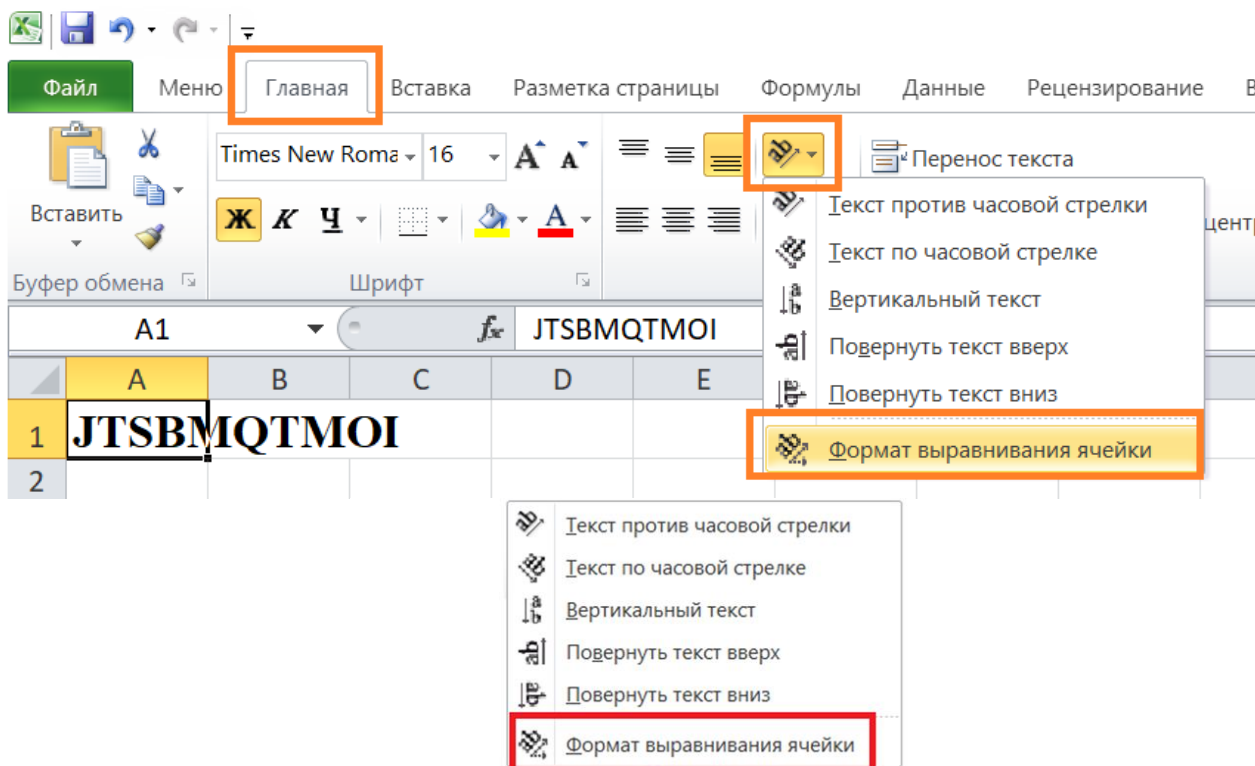 Файл Меню Главная Вставка Разметка страницы Формулы Данные Рецензирование В
Вставить Times New Roma 16 A A Перенос текста
Ж К Ч А центр
Буфер обмена Шрифт
Текст против часовой стрелки
Текст по часовой стрелке
Вертикальный текст
Повернуть текст вверх
Повернуть текст вниз
Формат выравнивания ячейки
A1 fx JTSBMQTMOI
A B C D E
1 JTSBMQTMOI
2
Текст против часовой стрелки
Текст по часовой стрелке
Вертикальный текст
Повернуть текст вверх
Повернуть текст вниз
Формат выравнивания ячейки